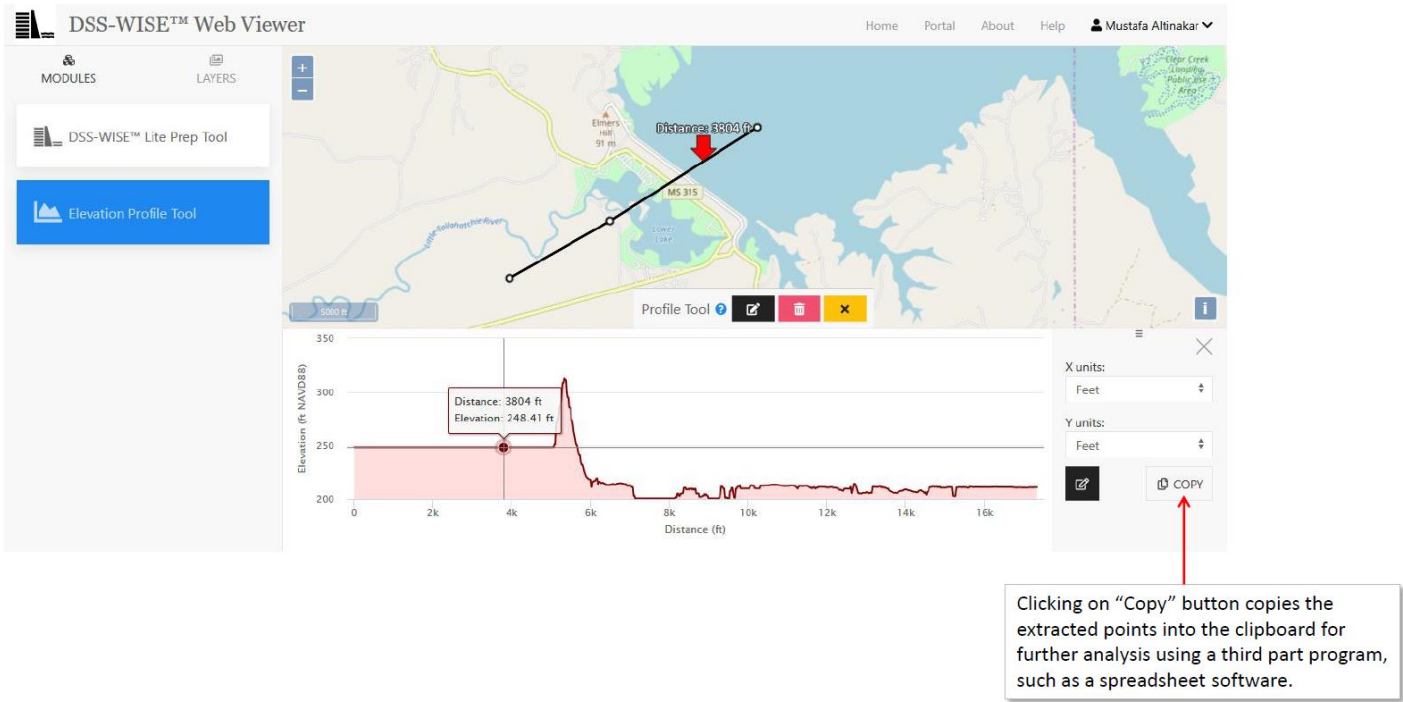 DSS-WISE™ Web Viewer
Home Portal About Help Mustafa Altinakar
MODULES LAYERS
DSS-WISE™ Lite Prep Tool
Elevation Profile Tool
+
−
Clear Creek
Landing
Public use
Area
Elmers
Hill
91 m
Distance: 3804 ft
MS 315
Little Tallahatchie River
Lower
Lake
5000 ft
Profile Tool ?
i
350
300
250
200
Elevation (ft NAVD88)
Distance: 3804 ft
Elevation: 248.41 ft
0 2k 4k 6k 8k 10k 12k 14k 16k
Distance (ft)
X units:
Feet
Y units:
Feet
COPY
Clicking on “Copy” button copies the
extracted points into the clipboard for
further analysis using a third part program,
such as a spreadsheet software.